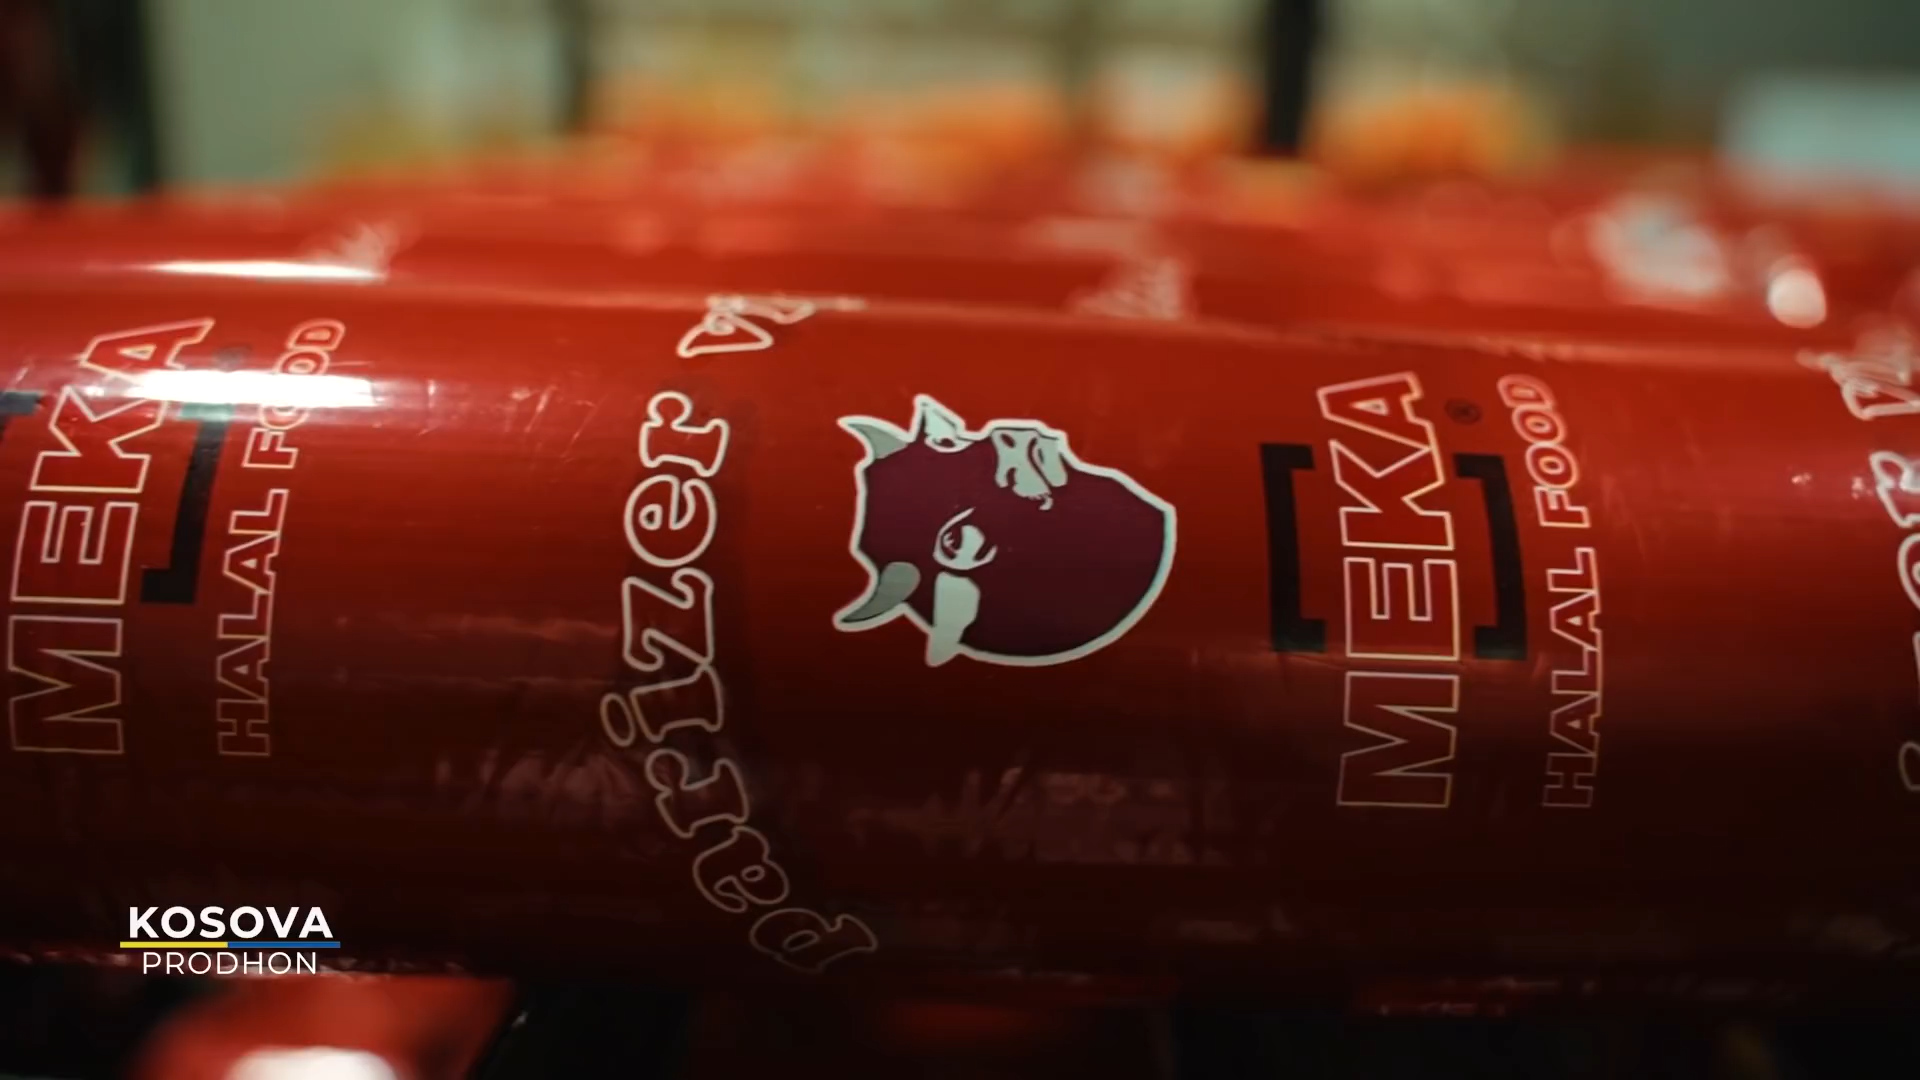 MEKA
HALAL FOOD
parizer
MEKA
®
HALAL FOOD
KOSOVA
PRODHON